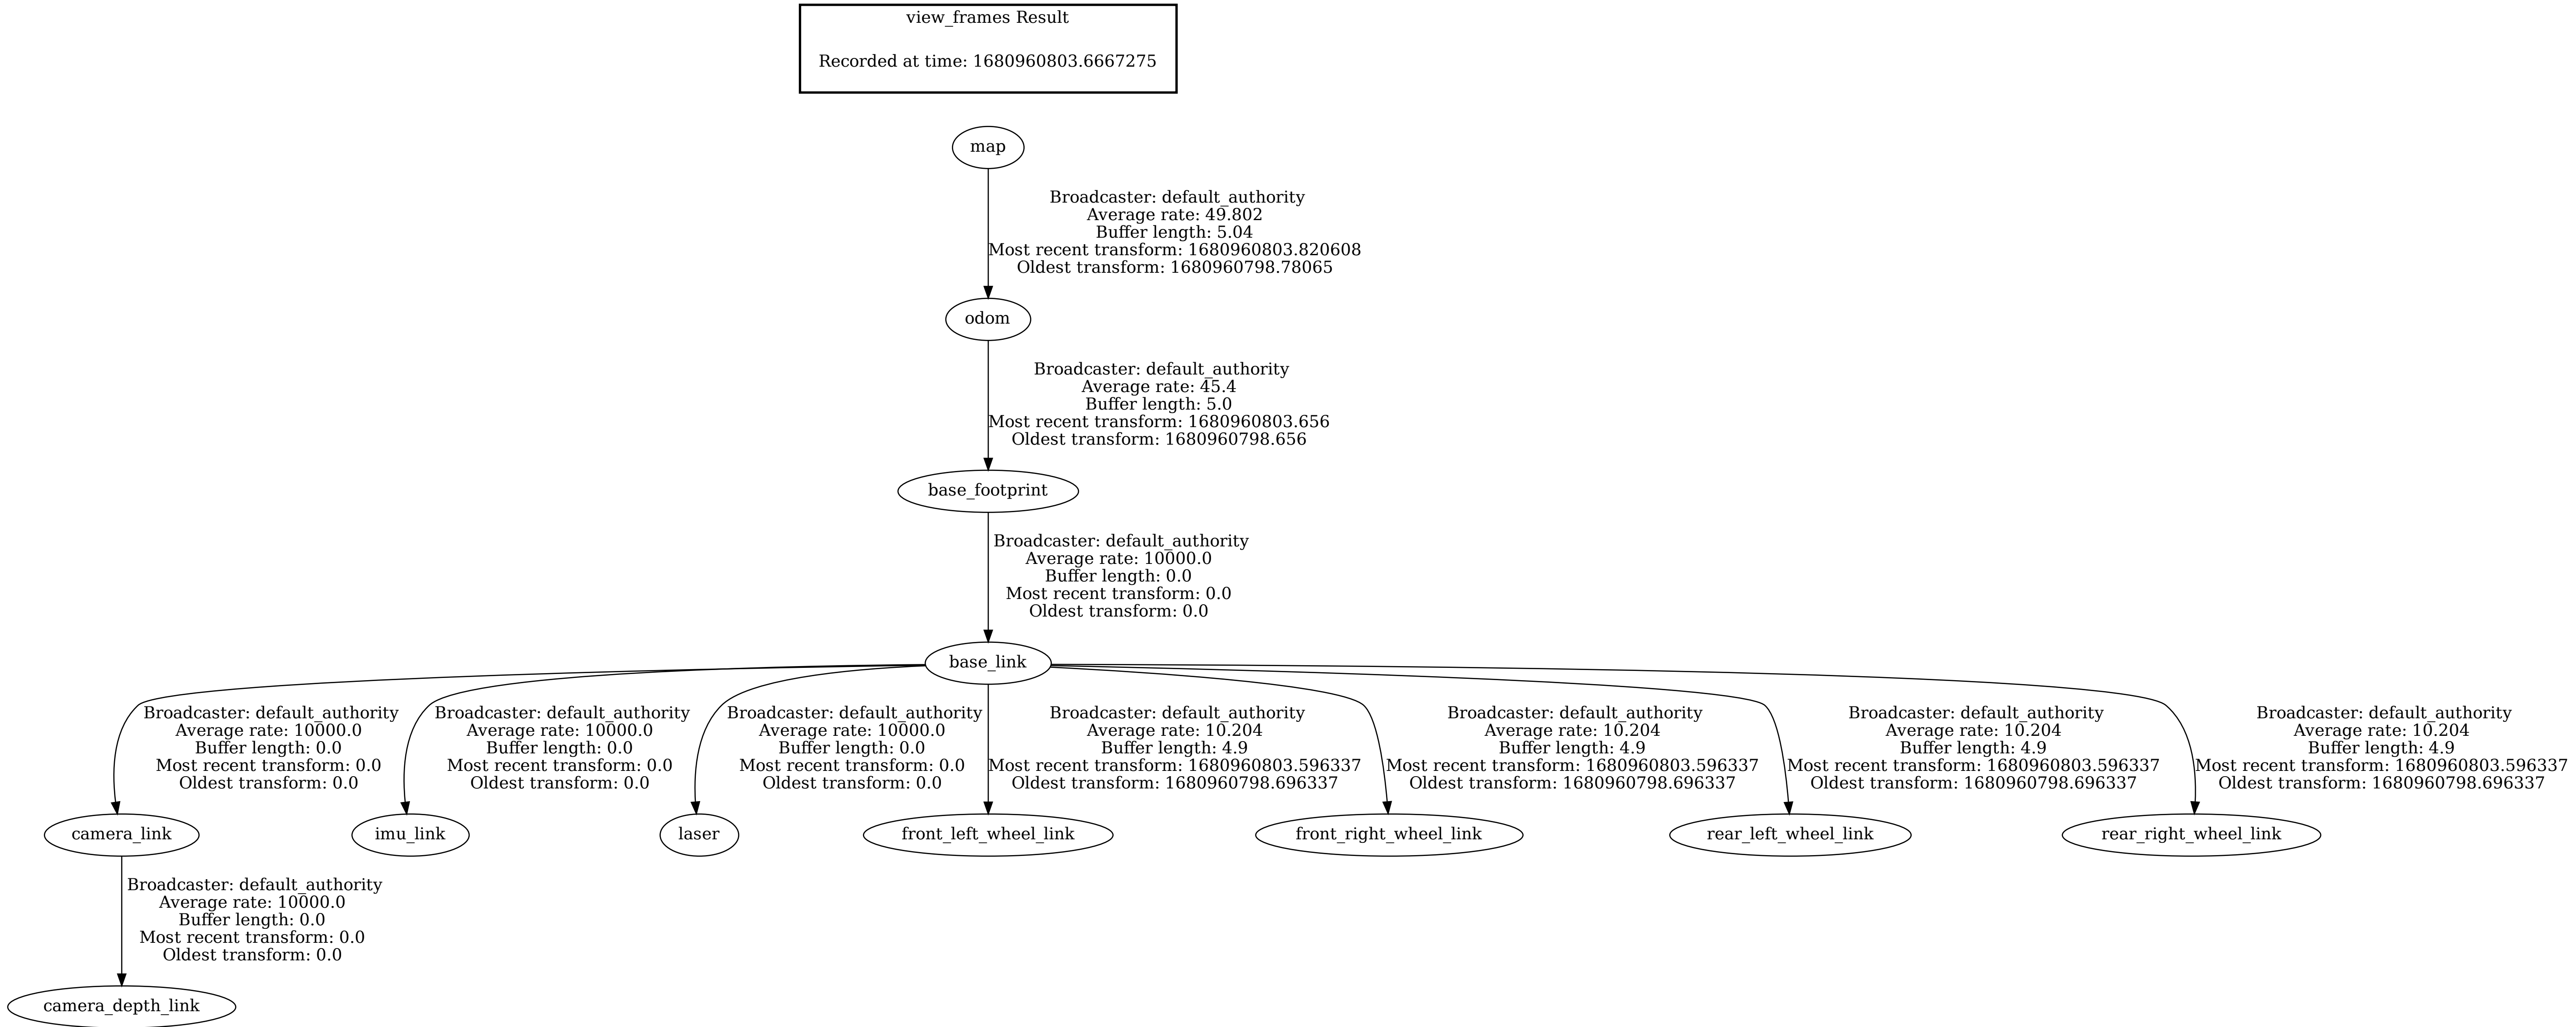 view_frames Result
Recorded at time: 1680960803.6667275
map
Broadcaster: default_authority
Average rate: 49.802
Buffer length: 5.04
Most recent transform: 1680960803.820608
Oldest transform: 1680960798.78065
odom
Broadcaster: default_authority
Average rate: 45.4
Buffer length: 5.0
Most recent transform: 1680960803.656
Oldest transform: 1680960798.656
base_footprint
Broadcaster: default_authority
Average rate: 10000.0
Buffer length: 0.0
Most recent transform: 0.0
Oldest transform: 0.0
base_link
Broadcaster: default_authority
Average rate: 10000.0
Buffer length: 0.0
Most recent transform: 0.0
Oldest transform: 0.0
Broadcaster: default_authority
Average rate: 10000.0
Buffer length: 0.0
Most recent transform: 0.0
Oldest transform: 0.0
Broadcaster: default_authority
Average rate: 10000.0
Buffer length: 0.0
Most recent transform: 0.0
Oldest transform: 0.0
Broadcaster: default_authority
Average rate: 10.204
Buffer length: 4.9
Most recent transform: 1680960803.596337
Oldest transform: 1680960798.696337
Broadcaster: default_authority
Average rate: 10.204
Buffer length: 4.9
Most recent transform: 1680960803.596337
Oldest transform: 1680960798.696337
Broadcaster: default_authority
Average rate: 10.204
Buffer length: 4.9
Most recent transform: 1680960803.596337
Oldest transform: 1680960798.696337
Broadcaster: default_authority
Average rate: 10.204
Buffer length: 4.9
Most recent transform: 1680960803.596337
Oldest transform: 1680960798.696337
camera_link
imu_link
laser
front_left_wheel_link
front_right_wheel_link
rear_left_wheel_link
rear_right_wheel_link
Broadcaster: default_authority
Average rate: 10000.0
Buffer length: 0.0
Most recent transform: 0.0
Oldest transform: 0.0
camera_depth_link